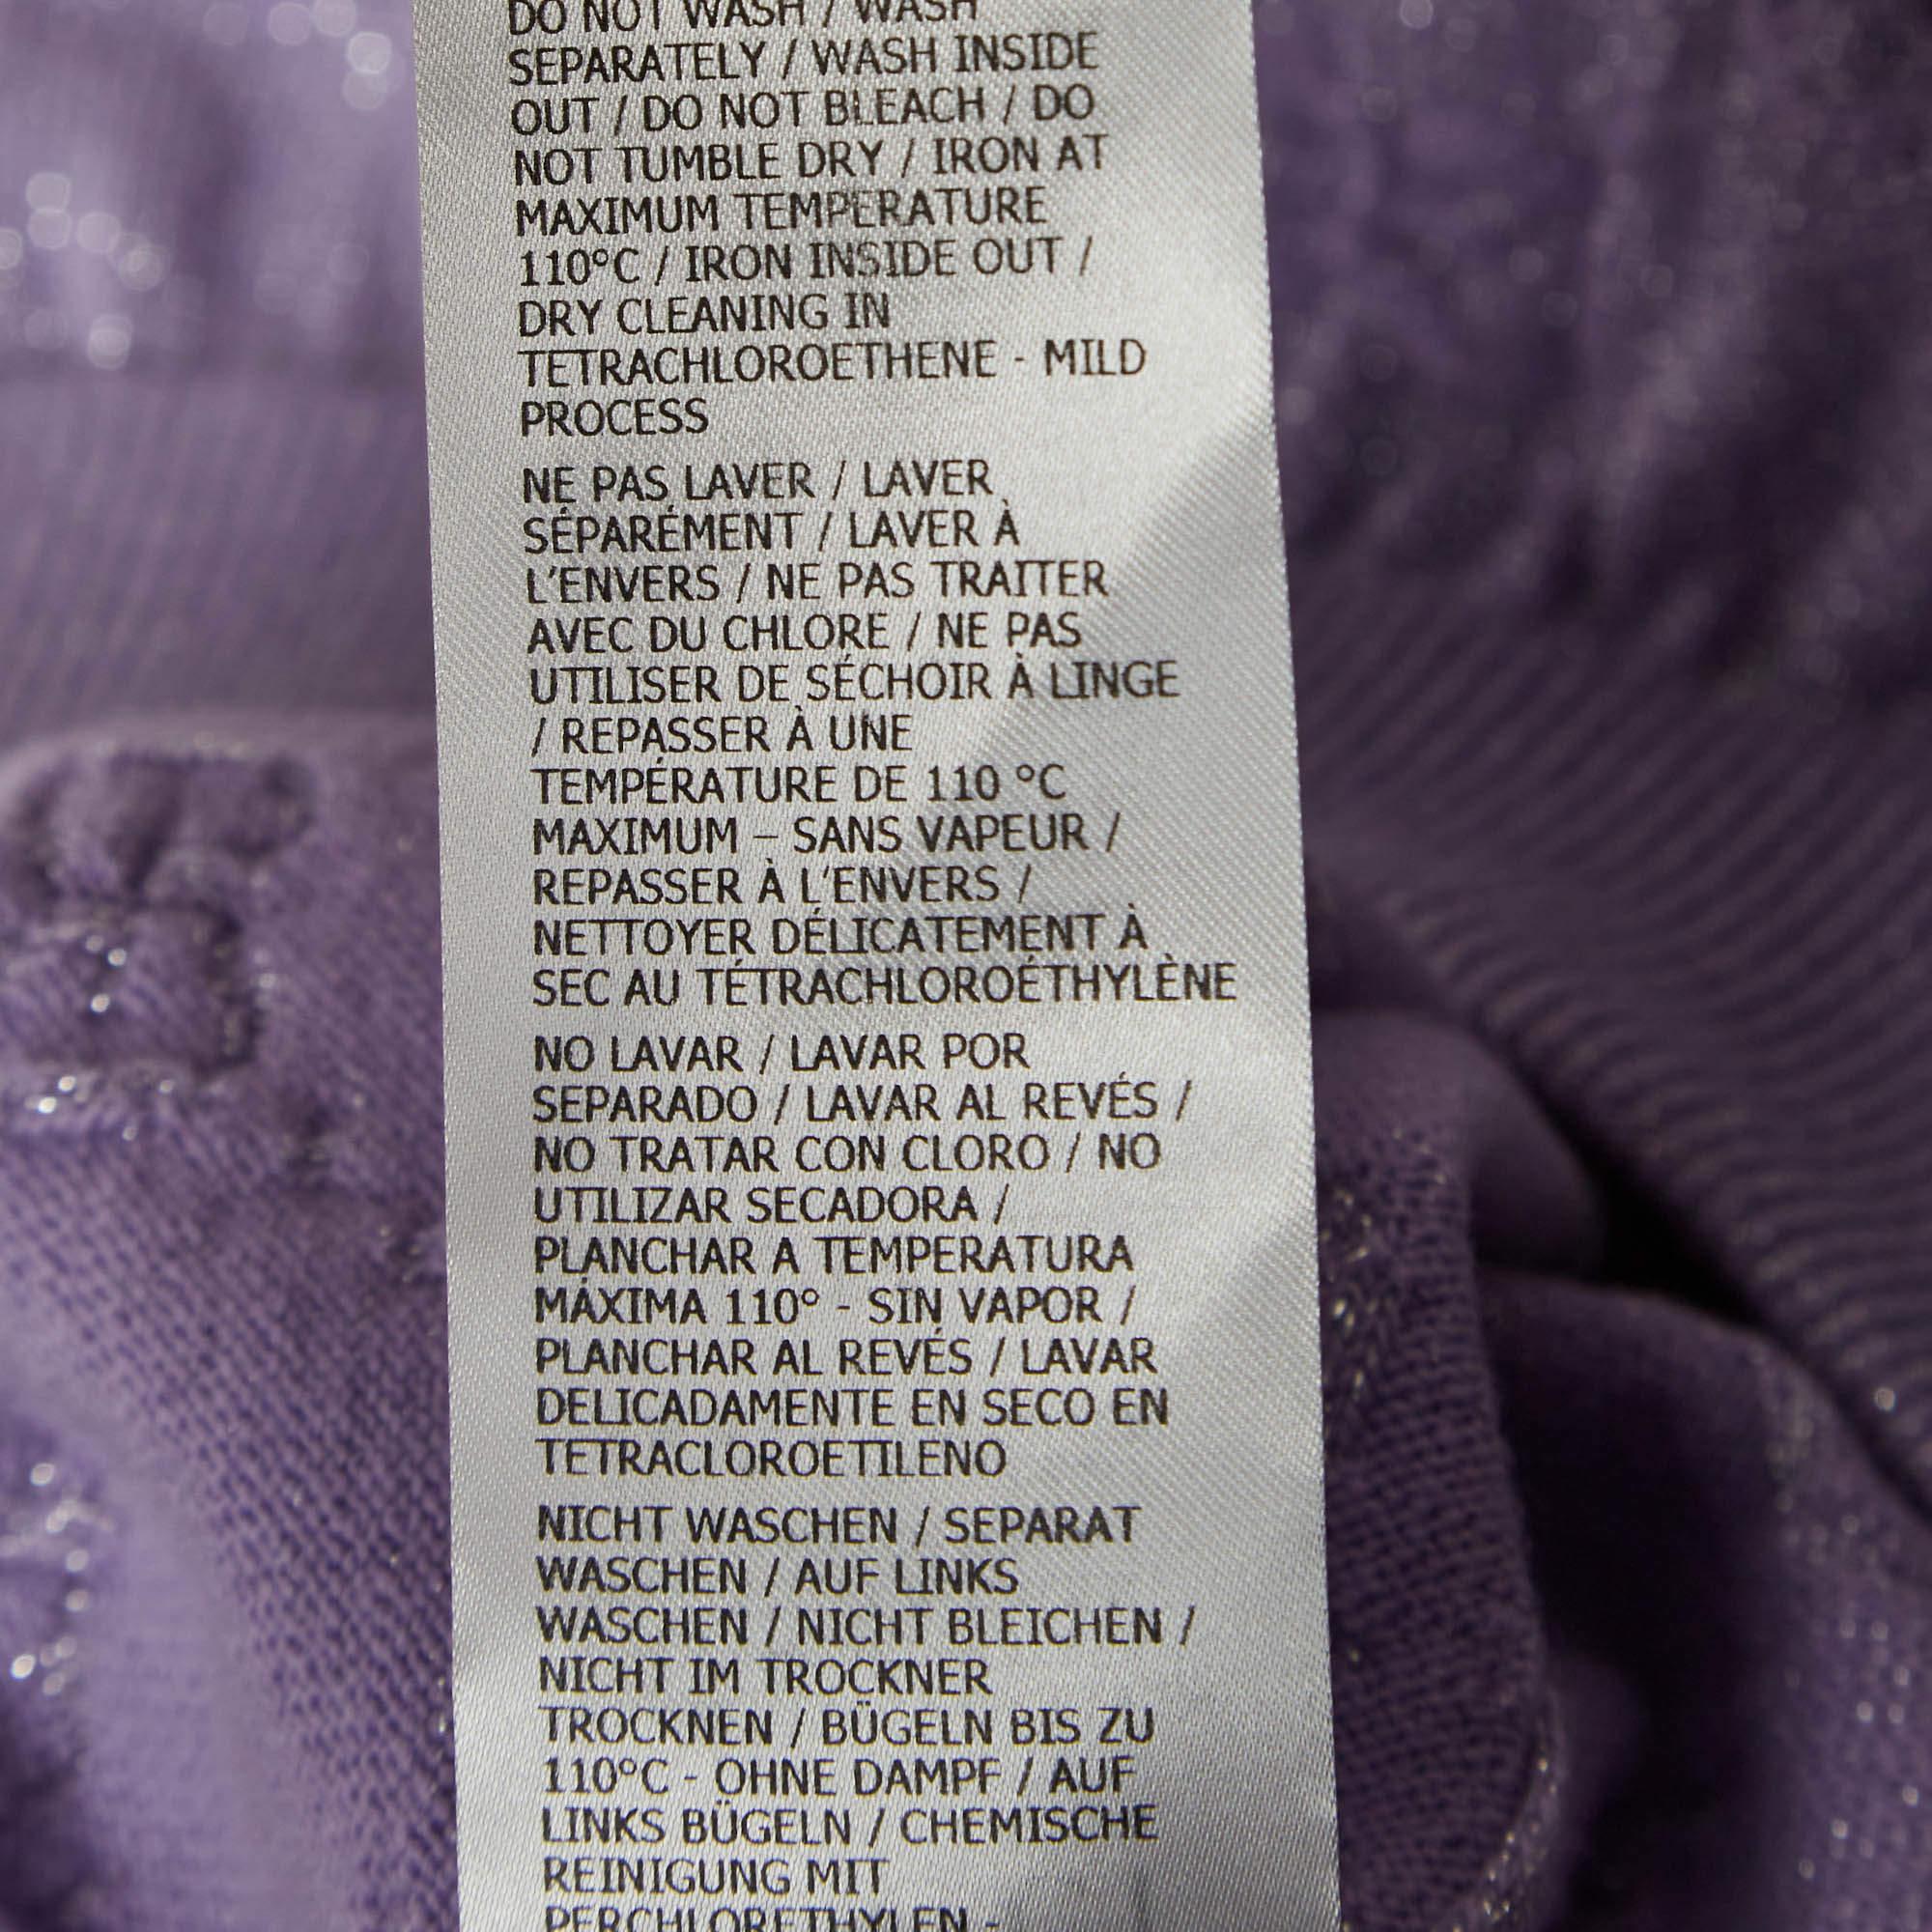 DO NOT WASH / WASH
SEPARATELY / WASH INSIDE
OUT / DO NOT BLEACH / DO
NOT TUMBLE DRY / IRON AT
MAXIMUM TEMPERATURE
110°C / IRON INSIDE OUT /
DRY CLEANING IN
TETRACHLOROETHENE - MILD
PROCESS
NE PAS LAVER / LAVER
SÉPARÉMENT / LAVER À
L'ENVERS / NE PAS TRAITER
AVEC DU CHLORE / NE PAS
UTILISER DE SÉCHOIR À LINGE
/ REPASSER À UNE
TEMPÉRATURE DE 110 °C
MAXIMUM – SANS VAPEUR /
REPASSER À L'ENVERS /
NETTOYER DÉLICATEMENT À
SEC AU TÉTRACHLOROÉTHYLÈNE
NO LAVAR / LAVAR POR
SEPARADO / LAVAR AL REVÉS /
NO TRATAR CON CLORO / NO
UTILIZAR SECADORA /
PLANCHAR A TEMPERATURA
MÁXIMA 110° - SIN VAPOR /
PLANCHAR AL REVÉS / LAVAR
DELICADAMENTE EN SECO EN
TETRACLOROETILENO
NICHT WASCHEN / SEPARAT
WASCHEN / AUF LINKS
WASCHEN / NICHT BLEICHEN /
NICHT IM TROCKNER
TROCKNEN / BÜGELN BIS ZU
110°C - OHNE DAMPF / AUF
LINKS BÜGELN / CHEMISCHE
REINIGUNG MIT
PERCHLORETHYLEN -